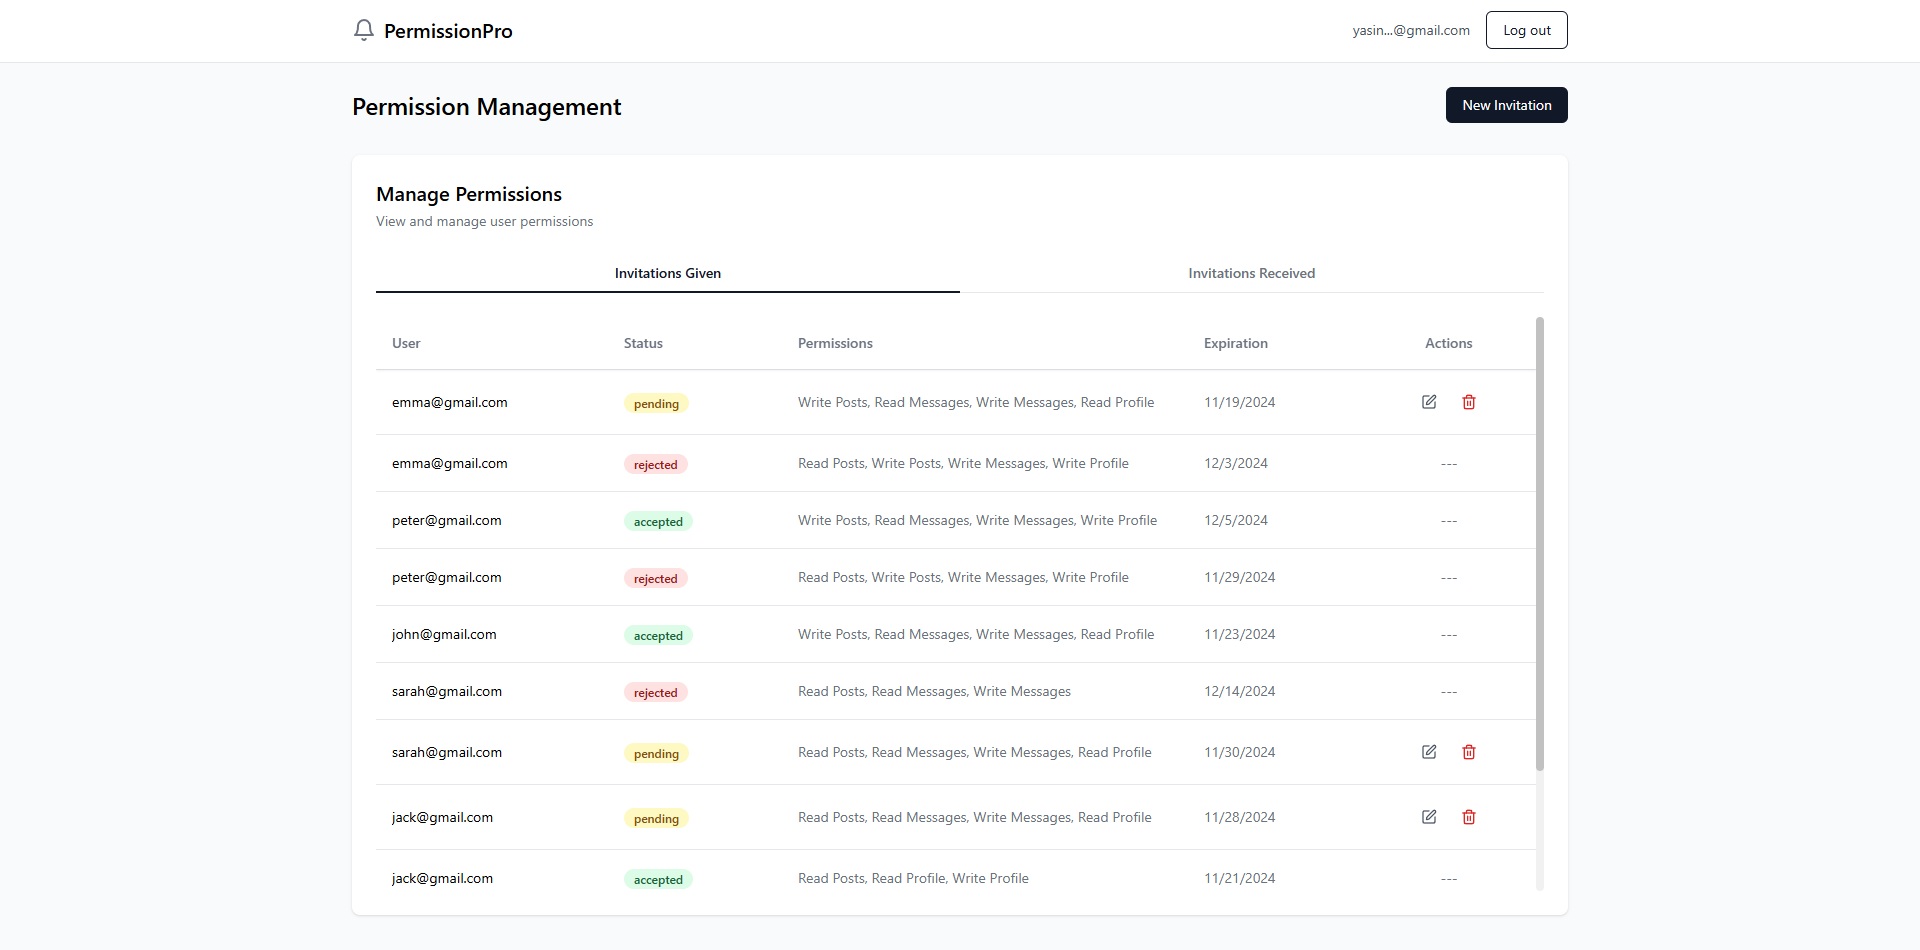 PermissionPro
yasin...@gmail.com
Log out
Permission Management
New Invitation
Manage Permissions
View and manage user permissions
Invitations Given
Invitations Received
User Status Permissions Expiration Actions
emma@gmail.com pending Write Posts, Read Messages, Write Messages, Read Profile 11/19/2024
emma@gmail.com rejected Read Posts, Write Posts, Write Messages, Write Profile 12/3/2024 ---
peter@gmail.com accepted Write Posts, Read Messages, Write Messages, Write Profile 12/5/2024 ---
peter@gmail.com rejected Read Posts, Write Posts, Write Messages, Write Profile 11/29/2024 ---
john@gmail.com accepted Write Posts, Read Messages, Write Messages, Read Profile 11/23/2024 ---
sarah@gmail.com rejected Read Posts, Read Messages, Write Messages 12/14/2024 ---
sarah@gmail.com pending Read Posts, Read Messages, Write Messages, Read Profile 11/30/2024
jack@gmail.com pending Read Posts, Read Messages, Write Messages, Read Profile 11/28/2024
jack@gmail.com accepted Read Posts, Read Profile, Write Profile 11/21/2024 ---